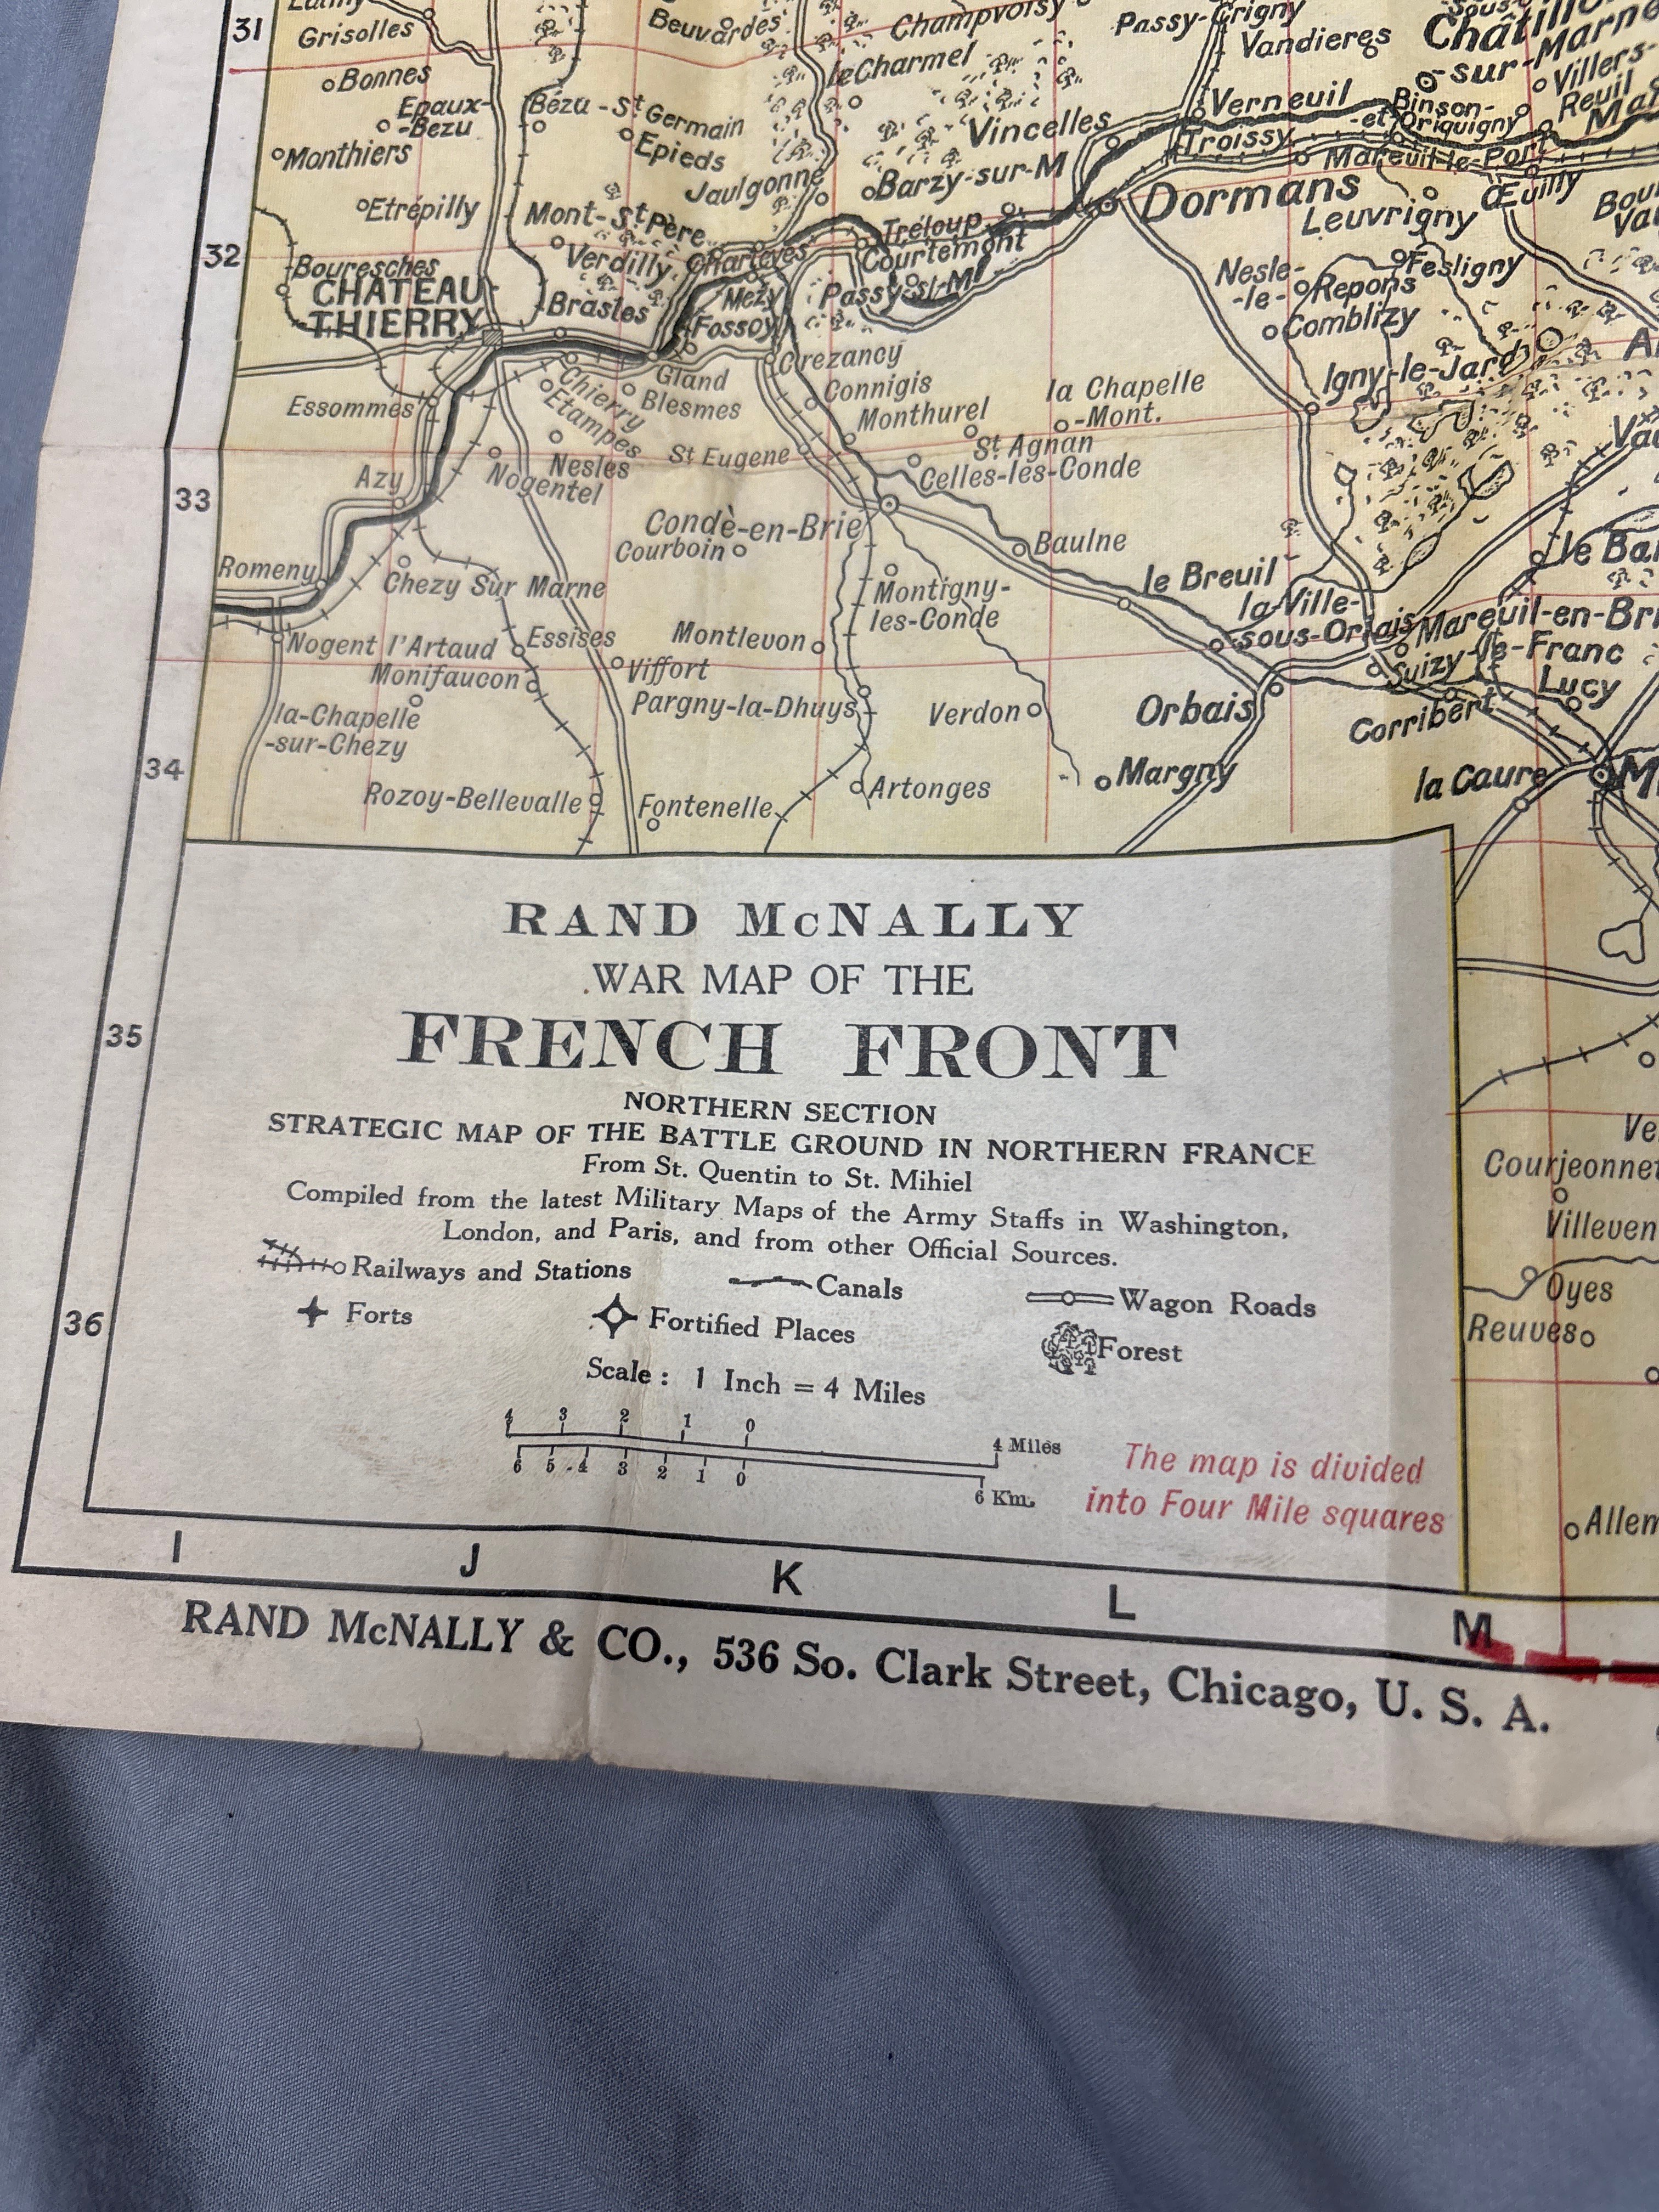 31
Grisolles
Beuvardes
Champvoisy
Passy-Grigny
Vandieres
-sur-Marne
Bonnes
le Charmel
Villers-
Reuil
Epaux-
-Bezu
Bézu-St Germain
Epieds
Vincelles
Verneuil
Binson-
-et-Oriquigny
Monthiers
Troissy
Mareuil-le-Port
Jaulgonne
Barzy-sur-M
Dormans
Œuilly
Etrépilly
Mont-St Père
Tréloup
Leuvrigny
32
Bouresches
Verdilly
Charteves
Courtemont
Nesle-
-le-
Repons
Fesligny
CHATEAU
THIERRY
Brasles
Mezy
Fossoy
Passy-s/-M
Comblizy
Crezancy
Igny-le-Jard
Essommes
Chierry
Etampes
Gland
Blesmes
Connigis
Monthurel
la Chapelle
-Mont.
St. Agnan
33
Azy
Nogentel
Nesles
St Eugene
Celles-les-Conde
Condè-en-Brie
Courboin
Baulne
Romeny
Chezy Sur Marne
Montigny-
les-Conde
le Breuil
la-Ville-
sous-Orbais
Nogent l'Artaud
Essises
Montlevon
Suizy-le-Franc
Monifaucon
Viffort
Lucy
la-Chapelle
-sur-Chezy
Pargny-la-Dhuys
Verdon
Orbais
Corribert
34
Rozoy-Bellevalle
Fontenelle
Artonges
Margny
la Caure
RAND McNALLY
WAR MAP OF THE
FRENCH FRONT
35
NORTHERN SECTION
STRATEGIC MAP OF THE BATTLE GROUND IN NORTHERN FRANCE
From St. Quentin to St. Mihiel
Compiled from the latest Military Maps of the Army Staffs in Washington,
London, and Paris, and from other Official Sources.
Railways and Stations
Canals
Wagon Roads
36
Forts
Fortified Places
Forest
Scale: 1 Inch = 4 Miles
4 3 2 1 0 4 Miles
6 5 4 3 2 1 0 6 Km.
The map is divided
into Four Mile squares
Oyes
Reuves
I J K L M
RAND McNALLY & CO., 536 So. Clark Street, Chicago, U. S. A.